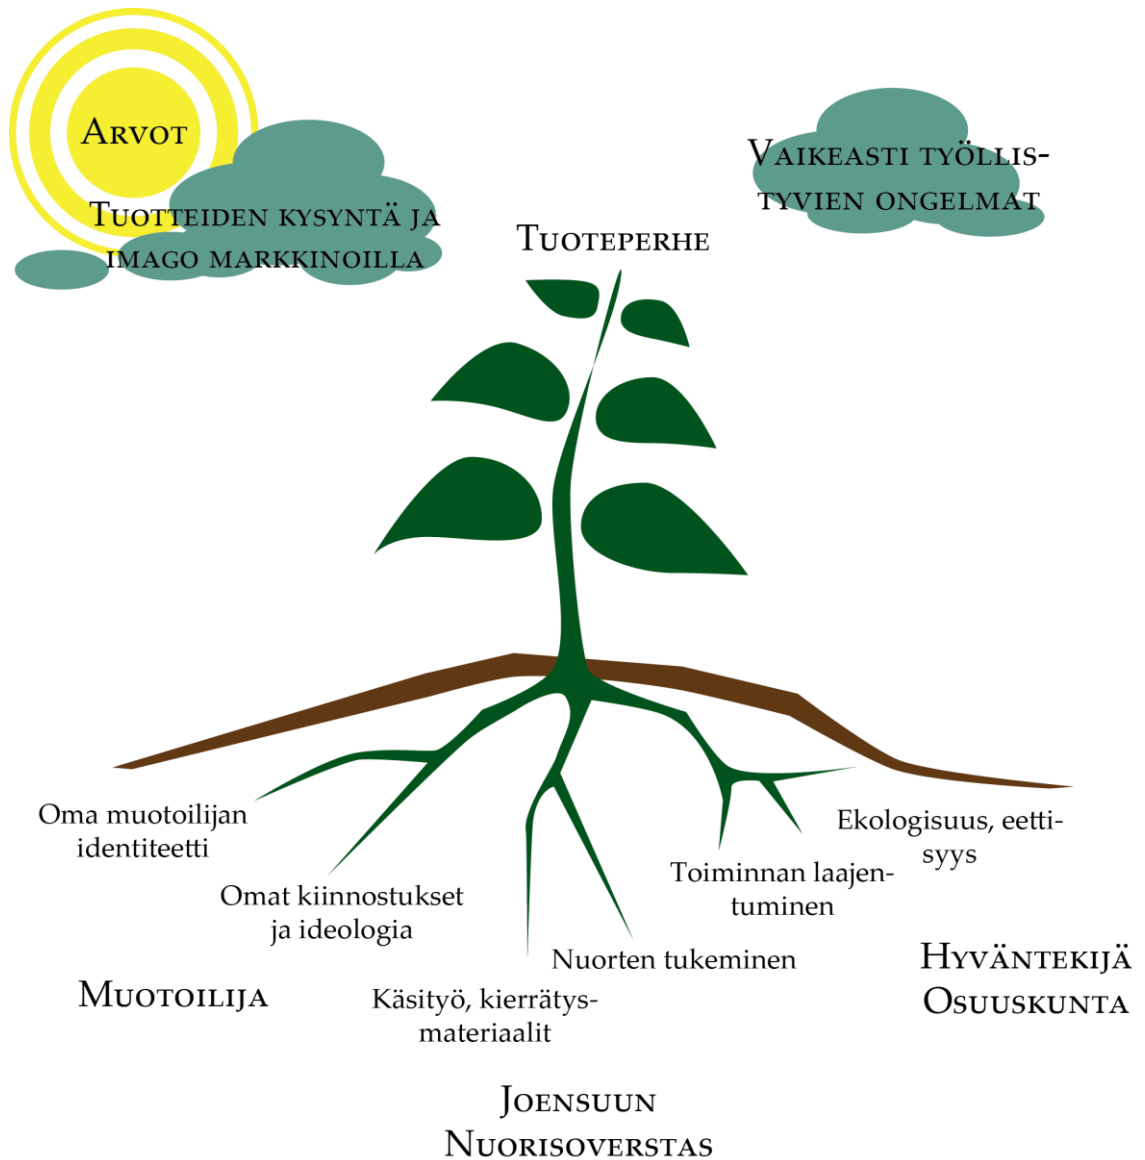 Arvot
Tuotteiden kysyntä ja
imago markkinoilla
Vaikeasti työllis-
tyvien ongelmat
Tuoteperhe
Oma muotoilijan
identiteetti
Omat kiinnostukset
ja ideologia
Muotoilija
Käsityö, kierrätys-
materiaalit
Nuorten tukeminen
Joensuun
Nuorisoverstas
Toiminnan laajen-
tuminen
Ekologisuus, eetti-
syys
Hyväntekijä
Osuuskunta